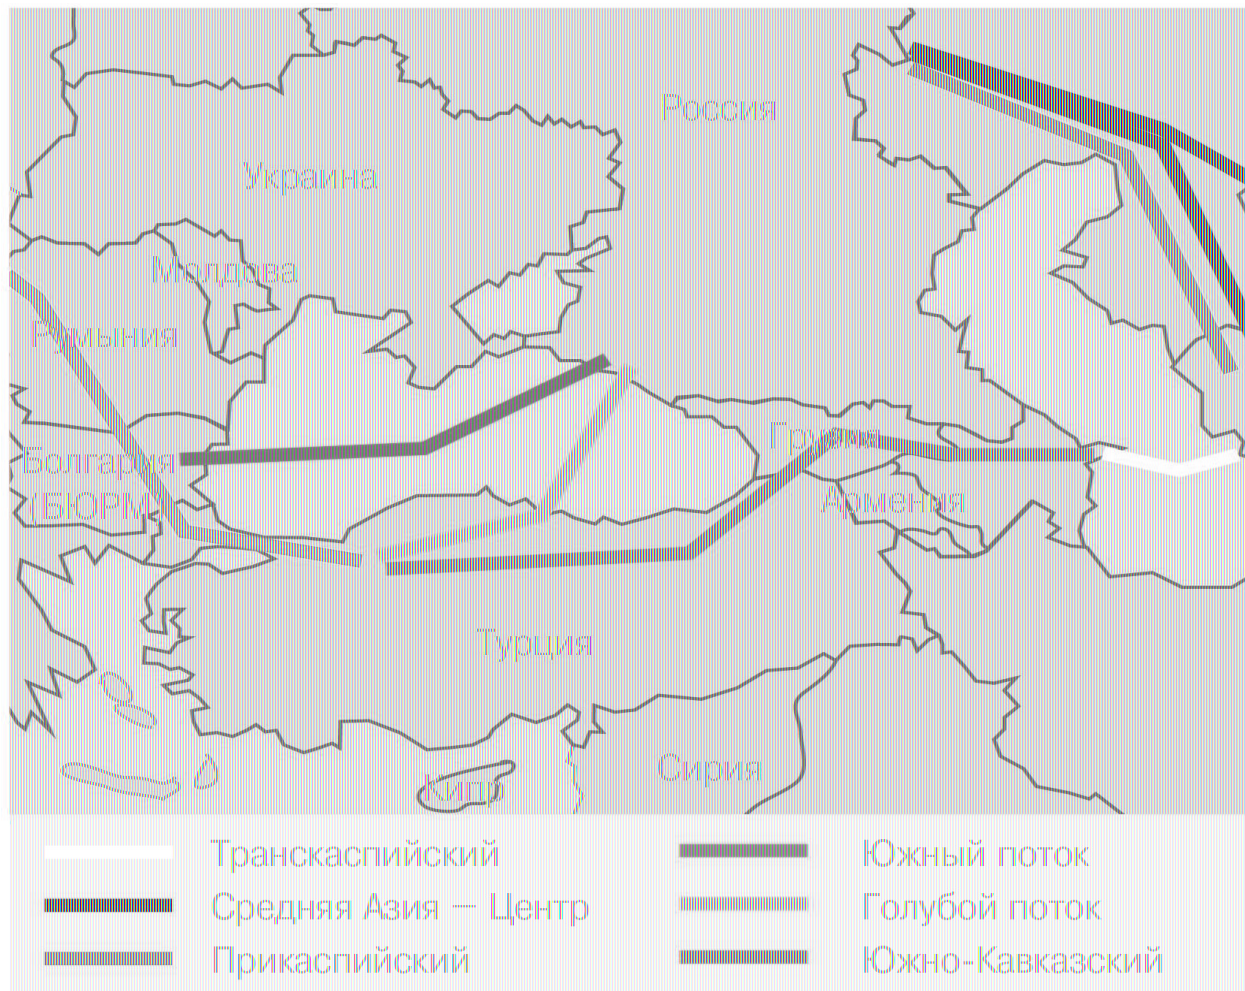 Россия
Украина
Молдова
Румыния
Грузия
Болгария
(БЮРМ)
Армения
Турция
Сирия
Кипр
Транскаспийский
Южный поток
Средняя Азия — Центр
Голубой поток
Прикаспийский
Южно-Кавказский